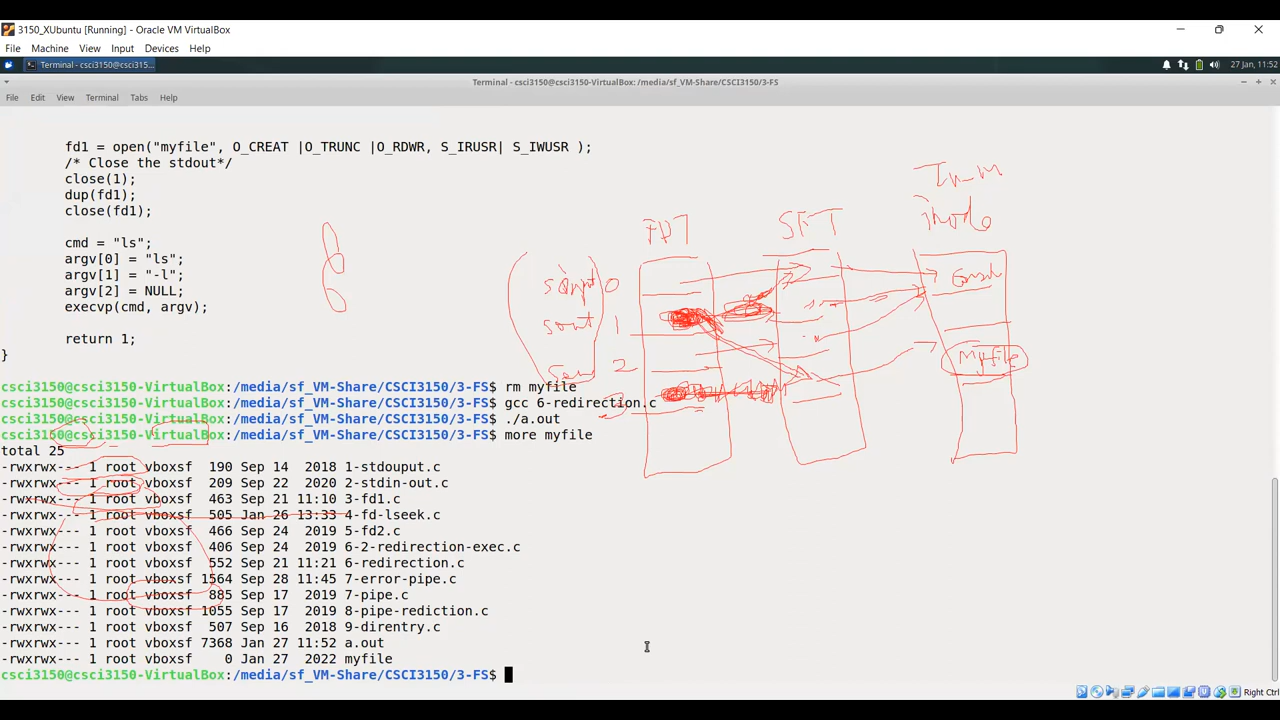 3150_XUbuntu [Running] - Oracle VM VirtualBox
File Machine View Input Devices Help
Terminal - csci3150@csci315... 27 Jan, 11:52
Terminal - csci3150@csci3150-VirtualBox: /media/sf_VM-Share/CSCI3150/3-FS
File Edit View Terminal Tabs Help
fd1 = open("myfile", O_CREAT |O_TRUNC |O_RDWR, S_IRUSR| S_IWUSR );
/* Close the stdout*/
close(1);
dup(fd1);
close(fd1);
inode
FDT SFT
cmd = "ls";
argv[0] = "ls";
argv[1] = "-l";
argv[2] = NULL;
execvp(cmd, argv);
0
sout 1
return 1;
}
Myfile
2
csci3150@csci3150-VirtualBox:/media/sf_VM-Share/CSCI3150/3-FS$ rm myfile
csci3150@csci3150-VirtualBox:/media/sf_VM-Share/CSCI3150/3-FS$ gcc 6-redirection.c
csci3150@csci3150-VirtualBox:/media/sf_VM-Share/CSCI3150/3-FS$ ./a.out
csci3150@csci3150-VirtualBox:/media/sf_VM-Share/CSCI3150/3-FS$ more myfile
total 25
-rwxrwx--- 1 root vboxsf 190 Sep 14 2018 1-stdouput.c
-rwxrwx--- 1 root vboxsf 209 Sep 22 2020 2-stdin-out.c
-rwxrwx--- 1 root vboxsf 463 Sep 21 11:10 3-fd1.c
-rwxrwx--- 1 root vboxsf 505 Jan 26 13:33 4-fd-lseek.c
-rwxrwx--- 1 root vboxsf 466 Sep 24 2019 5-fd2.c
-rwxrwx--- 1 root vboxsf 406 Sep 24 2019 6-2-redirection-exec.c
-rwxrwx--- 1 root vboxsf 552 Sep 21 11:21 6-redirection.c
-rwxrwx--- 1 root vboxsf 1564 Sep 28 11:45 7-error-pipe.c
-rwxrwx--- 1 root vboxsf 885 Sep 17 2019 7-pipe.c
-rwxrwx--- 1 root vboxsf 1055 Sep 17 2019 8-pipe-rediction.c
-rwxrwx--- 1 root vboxsf 507 Sep 16 2018 9-direntry.c
-rwxrwx--- 1 root vboxsf 7368 Jan 27 11:52 a.out
-rwxrwx--- 1 root vboxsf 0 Jan 27 2022 myfile
csci3150@csci3150-VirtualBox:/media/sf_VM-Share/CSCI3150/3-FS$
Right Ctrl